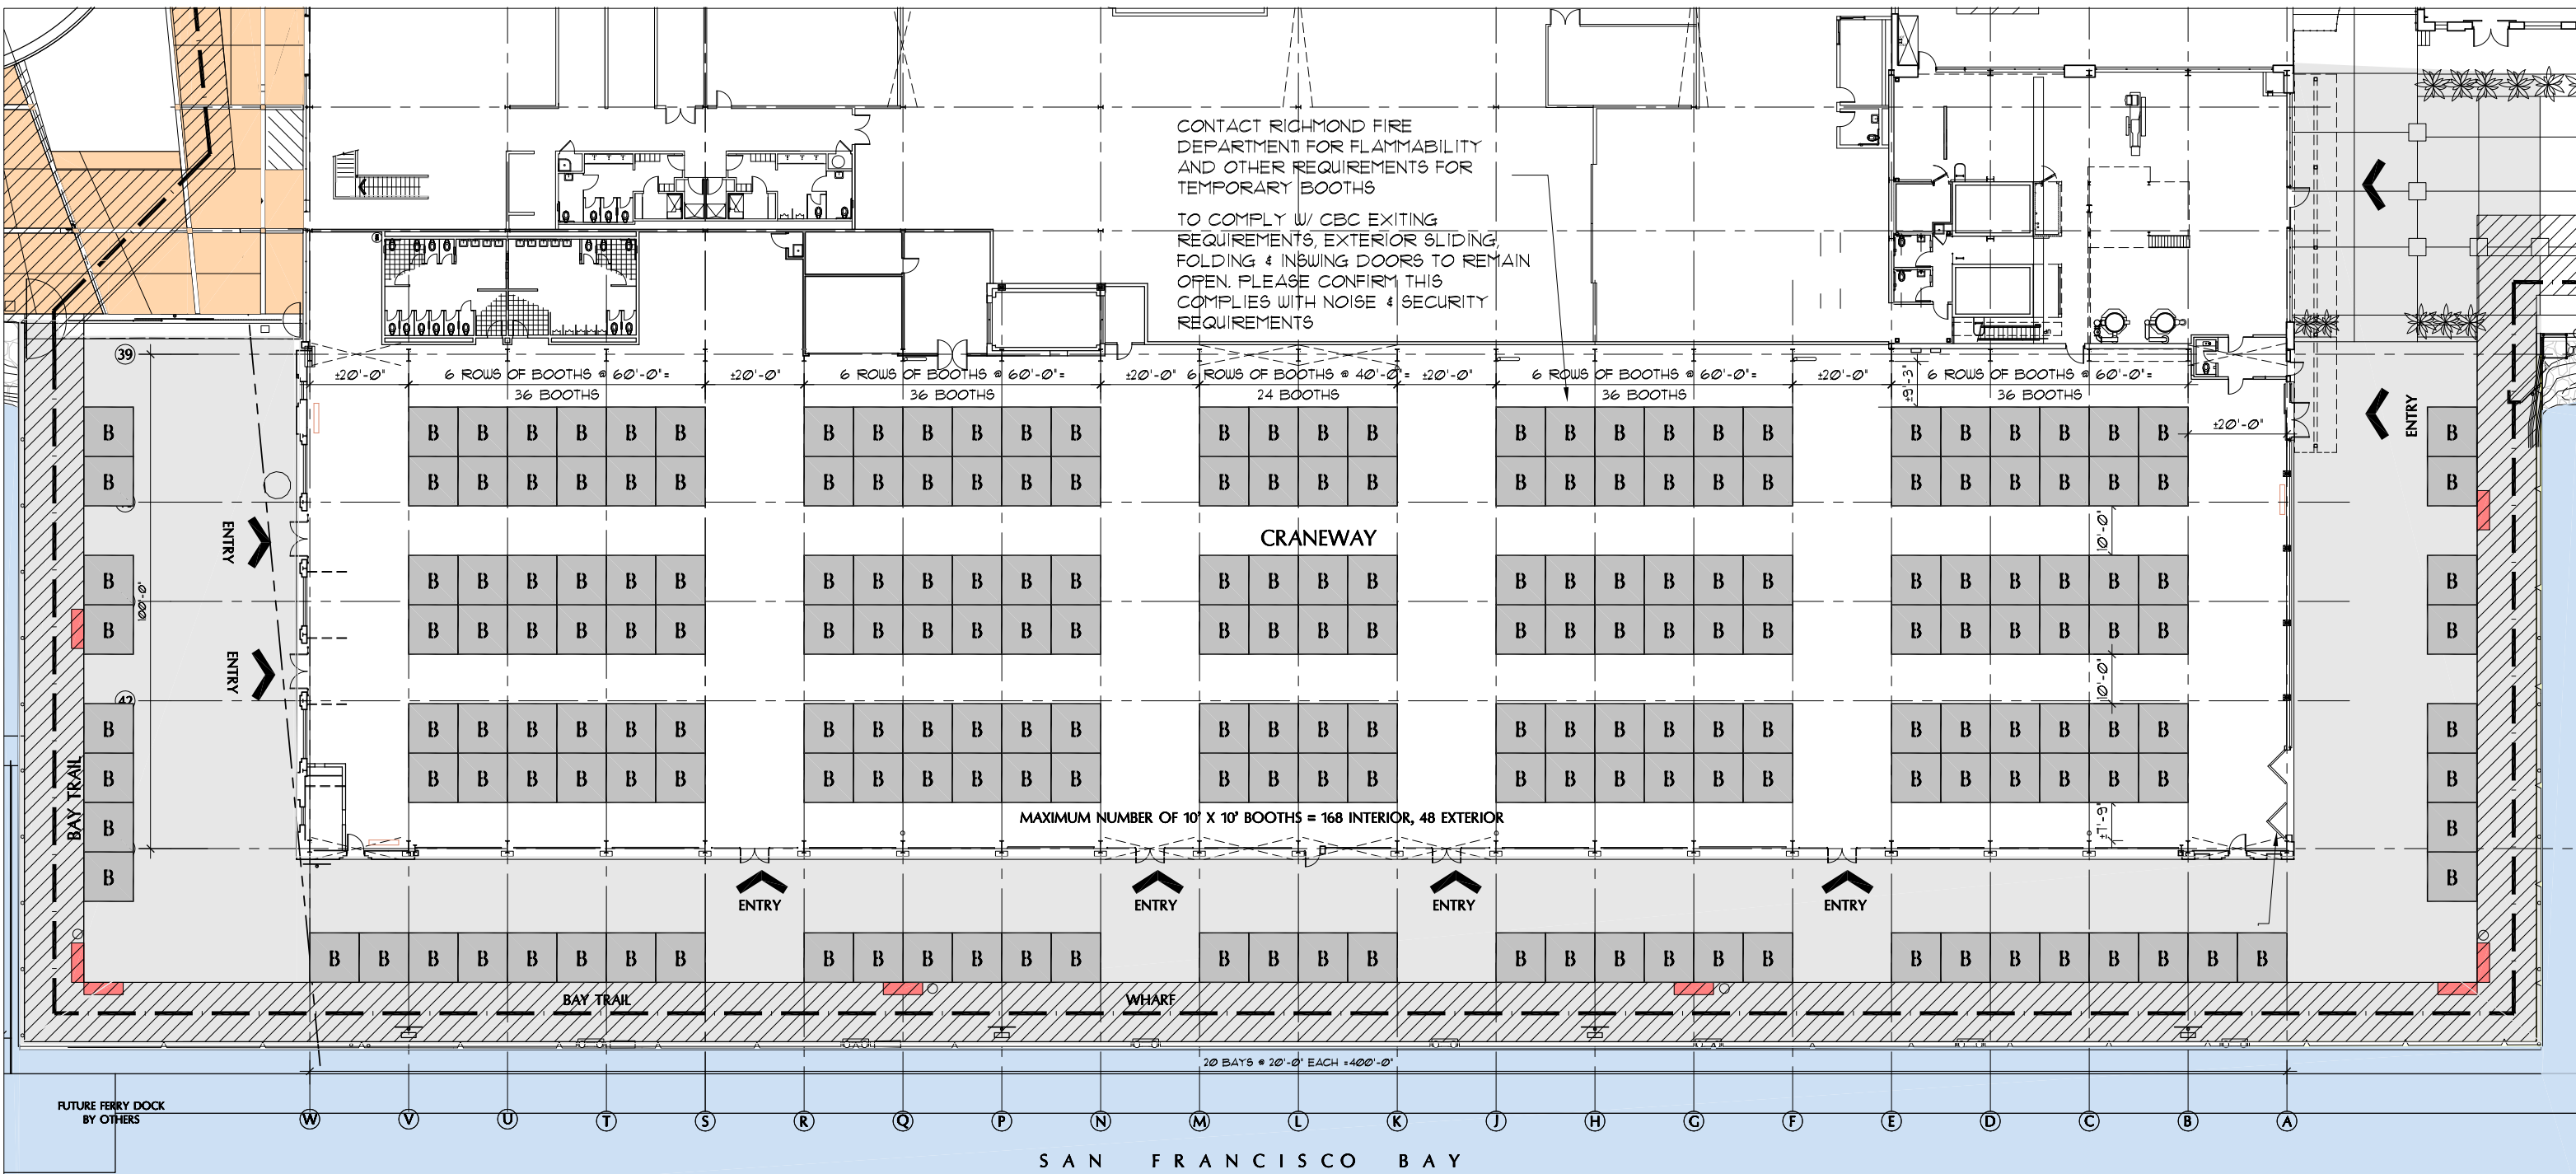 CONTACT RICHMOND FIRE
DEPARTMENT FOR FLAMMABILITY
AND OTHER REQUIREMENTS FOR
TEMPORARY BOOTHS
TO COMPLY W/ CBC EXITING
REQUIREMENTS, EXTERIOR SLIDING,
FOLDING & INSWING DOORS TO REMAIN
OPEN. PLEASE CONFIRM THIS
COMPLIES WITH NOISE & SECURITY
REQUIREMENTS
39
±20'-0" 6 ROWS OF BOOTHS @ 60'-0"= ±20'-0" 6 ROWS OF BOOTHS @ 60'-0"= ±20'-0" 6 ROWS OF BOOTHS @ 40'-0"= ±20'-0" 6 ROWS OF BOOTHS @ 60'-0"= ±20'-0" 6 ROWS OF BOOTHS @ 60'-0"=
36 BOOTHS 36 BOOTHS 24 BOOTHS 36 BOOTHS 36 BOOTHS
±9'-3"
ENTRY
±20'-0"
B B B B B B B B B B B B B B B B B B B B B B B B B B B B B B
B B B B B B B B B B B B B B B B B B B B B B B B B B B B B B
ENTRY
CRANEWAY
10'-0"
B B B B B B B B B B B B B B B B B B B B B B B B B B B B B B
100'-0"
B B B B B B B B B B B B B B B B B B B B B B B B B B B B B B
ENTRY
10'-0"
42
B B B B B B B B B B B B B B B B B B B B B B B B B B B B B B
B B B B B B B B B B B B B B B B B B B B B B B B B B B B B B
BAY TRAIL
MAXIMUM NUMBER OF 10' X 10' BOOTHS = 168 INTERIOR, 48 EXTERIOR
B B
B B
ENTRY ENTRY ENTRY ENTRY
B B B B B B B B B B B B B B B B B B B B B B B B B B B B B B B B
BAY TRAIL WHARF
20 BAYS @ 20'-0" EACH =400'-0"
FUTURE FERRY DOCK
BY OTHERS
W V U T S R Q P N M L K J H G F E D C B A
SAN FRANCISCO BAY